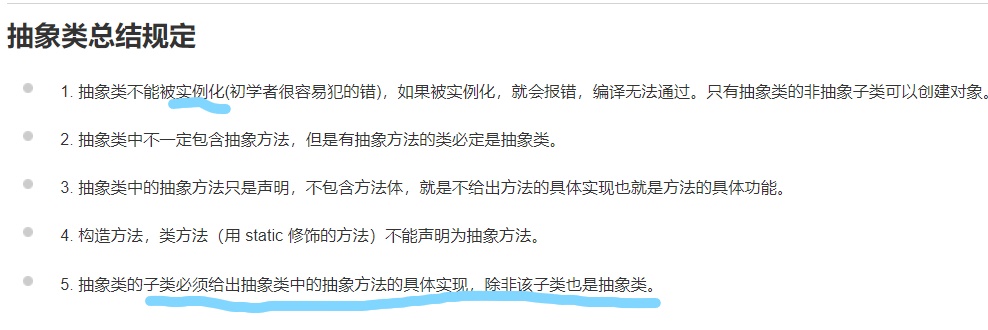 抽象类总结规定
1. 抽象类不能被实例化(初学者很容易犯的错)，如果被实例化，就会报错，编译无法通过。只有抽象类的非抽象子类可以创建对象。
2. 抽象类中不一定包含抽象方法，但是有抽象方法的类必定是抽象类。
3. 抽象类中的抽象方法只是声明，不包含方法体，就是不给出方法的具体实现也就是方法的具体功能。
4. 构造方法，类方法（用 static 修饰的方法）不能声明为抽象方法。
5. 抽象类的子类必须给出抽象类中的抽象方法的具体实现，除非该子类也是抽象类。